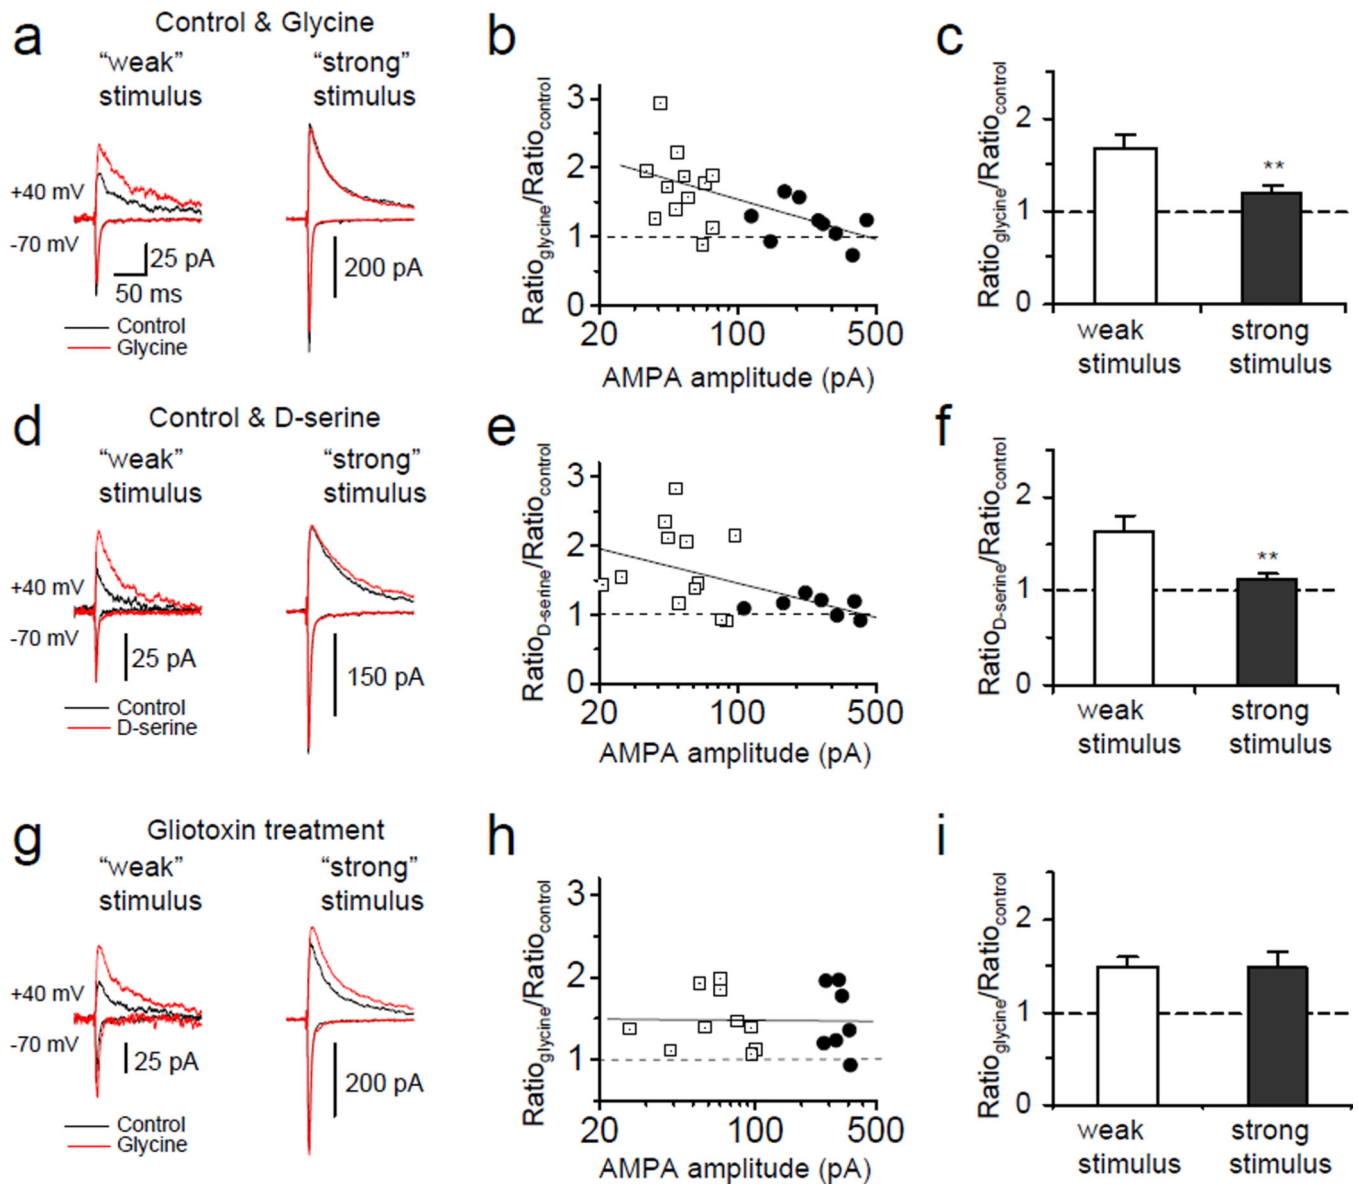 a
Control & Glycine
"weak"
stimulus
"strong"
stimulus
+40 mV
-70 mV
25 pA
50 ms
200 pA
Control
Glycine
b
Ratioglycine/Ratiocontrol
3
2
1
0
20
100
500
AMPA amplitude (pA)
c
Ratioglycine/Ratiocontrol
2
1
0
**
weak
stimulus
strong
stimulus
d
Control & D-serine
"weak"
stimulus
"strong"
stimulus
+40 mV
-70 mV
25 pA
150 pA
Control
D-serine
e
RatioD-serine/Ratiocontrol
3
2
1
0
20
100
500
AMPA amplitude (pA)
f
RatioD-serine/Ratiocontrol
2
1
0
**
weak
stimulus
strong
stimulus
g
Gliotoxin treatment
"weak"
stimulus
"strong"
stimulus
+40 mV
-70 mV
25 pA
200 pA
Control
Glycine
h
Ratioglycine/Ratiocontrol
3
2
1
20
100
500
AMPA amplitude (pA)
i
Ratioglycine/Ratiocontrol
2
1
0
weak
stimulus
strong
stimulus